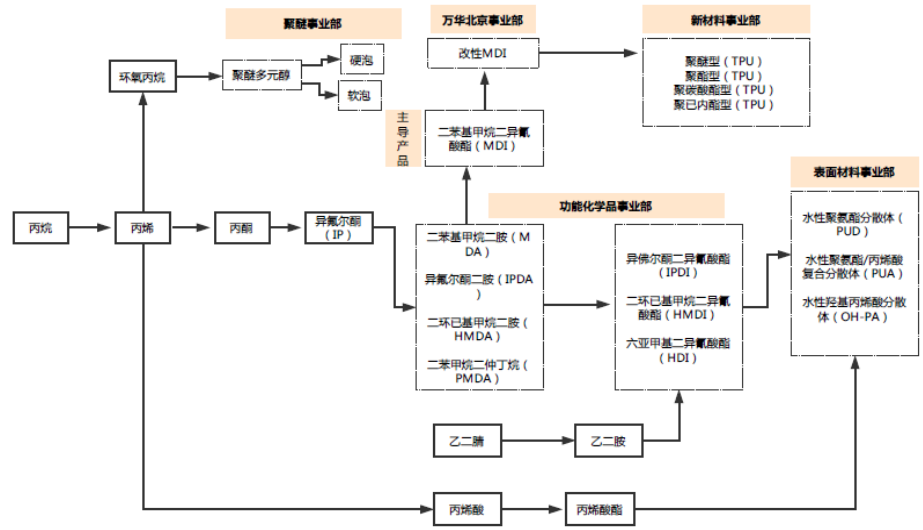 聚醚事业部
万华北京事业部
新材料事业部
环氧丙烷
聚醚多元醇
硬泡
软泡
改性MDI
聚醚型（TPU）
聚酯型（TPU）
聚碳酸酯型（TPU）
聚已内酯型（TPU）
主
导
产
品
二苯基甲烷二异氰
酸酯（MDI）
表面材料事业部
功能化学品事业部
丙烷
丙烯
丙酮
异氟尔酮
（IP）
二苯基甲烷二胺（M
DA）
异氟尔酮二胺（IPDA
）
二环已基甲烷二胺（
HMDA）
二苯甲烷二仲丁烷
（PMDA）
异佛尔酮二异氰酸酯
（IPDI）
二环已基甲烷二异氰
酸酯（HMDI）
六亚甲基二异氰酸酯
（HDI）
水性聚氨酯分散体（
PUD）
水性聚氨酯/丙烯酸
复合分散体（PUA）
水性羟基丙烯酸分散
体（OH-PA）
乙二腈
乙二胺
丙烯酸
丙烯酸酯